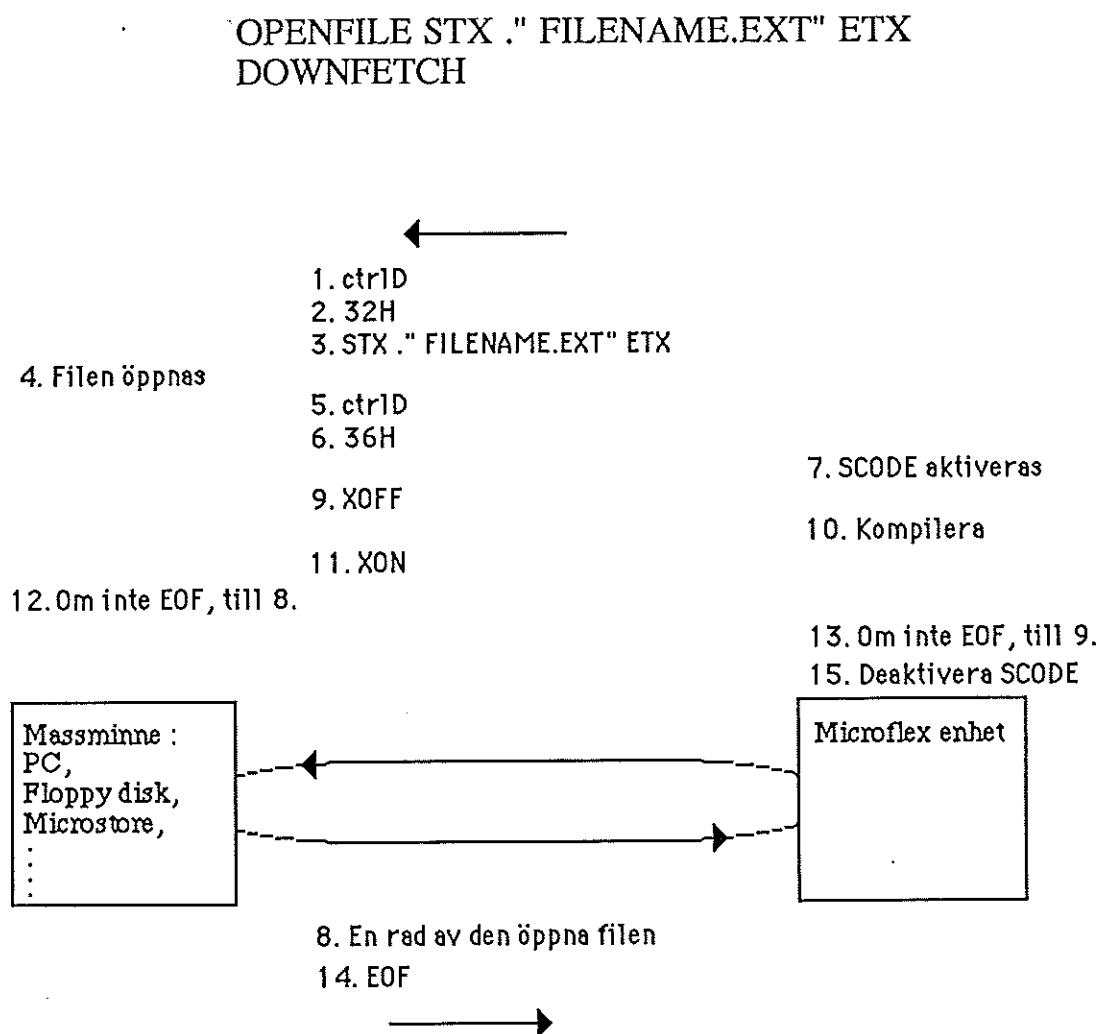 OPENFILE STX ." FILENAME.EXT" ETX
DOWNFETCH
1. ctrlD
2. 32H
3. STX ." FILENAME.EXT" ETX
4. Filen öppnas
5. ctrlD
6. 36H
7. SCODE aktiveras
9. XOFF
10. Kompilera
11. XON
12. Om inte EOF, till 8.
13. Om inte EOF, till 9.
15. Deaktivera SCODE
Massminne :
PC,
Floppy disk,
Microstore,
:
:
Microflex enhet
8. En rad av den öppna filen
14. EOF